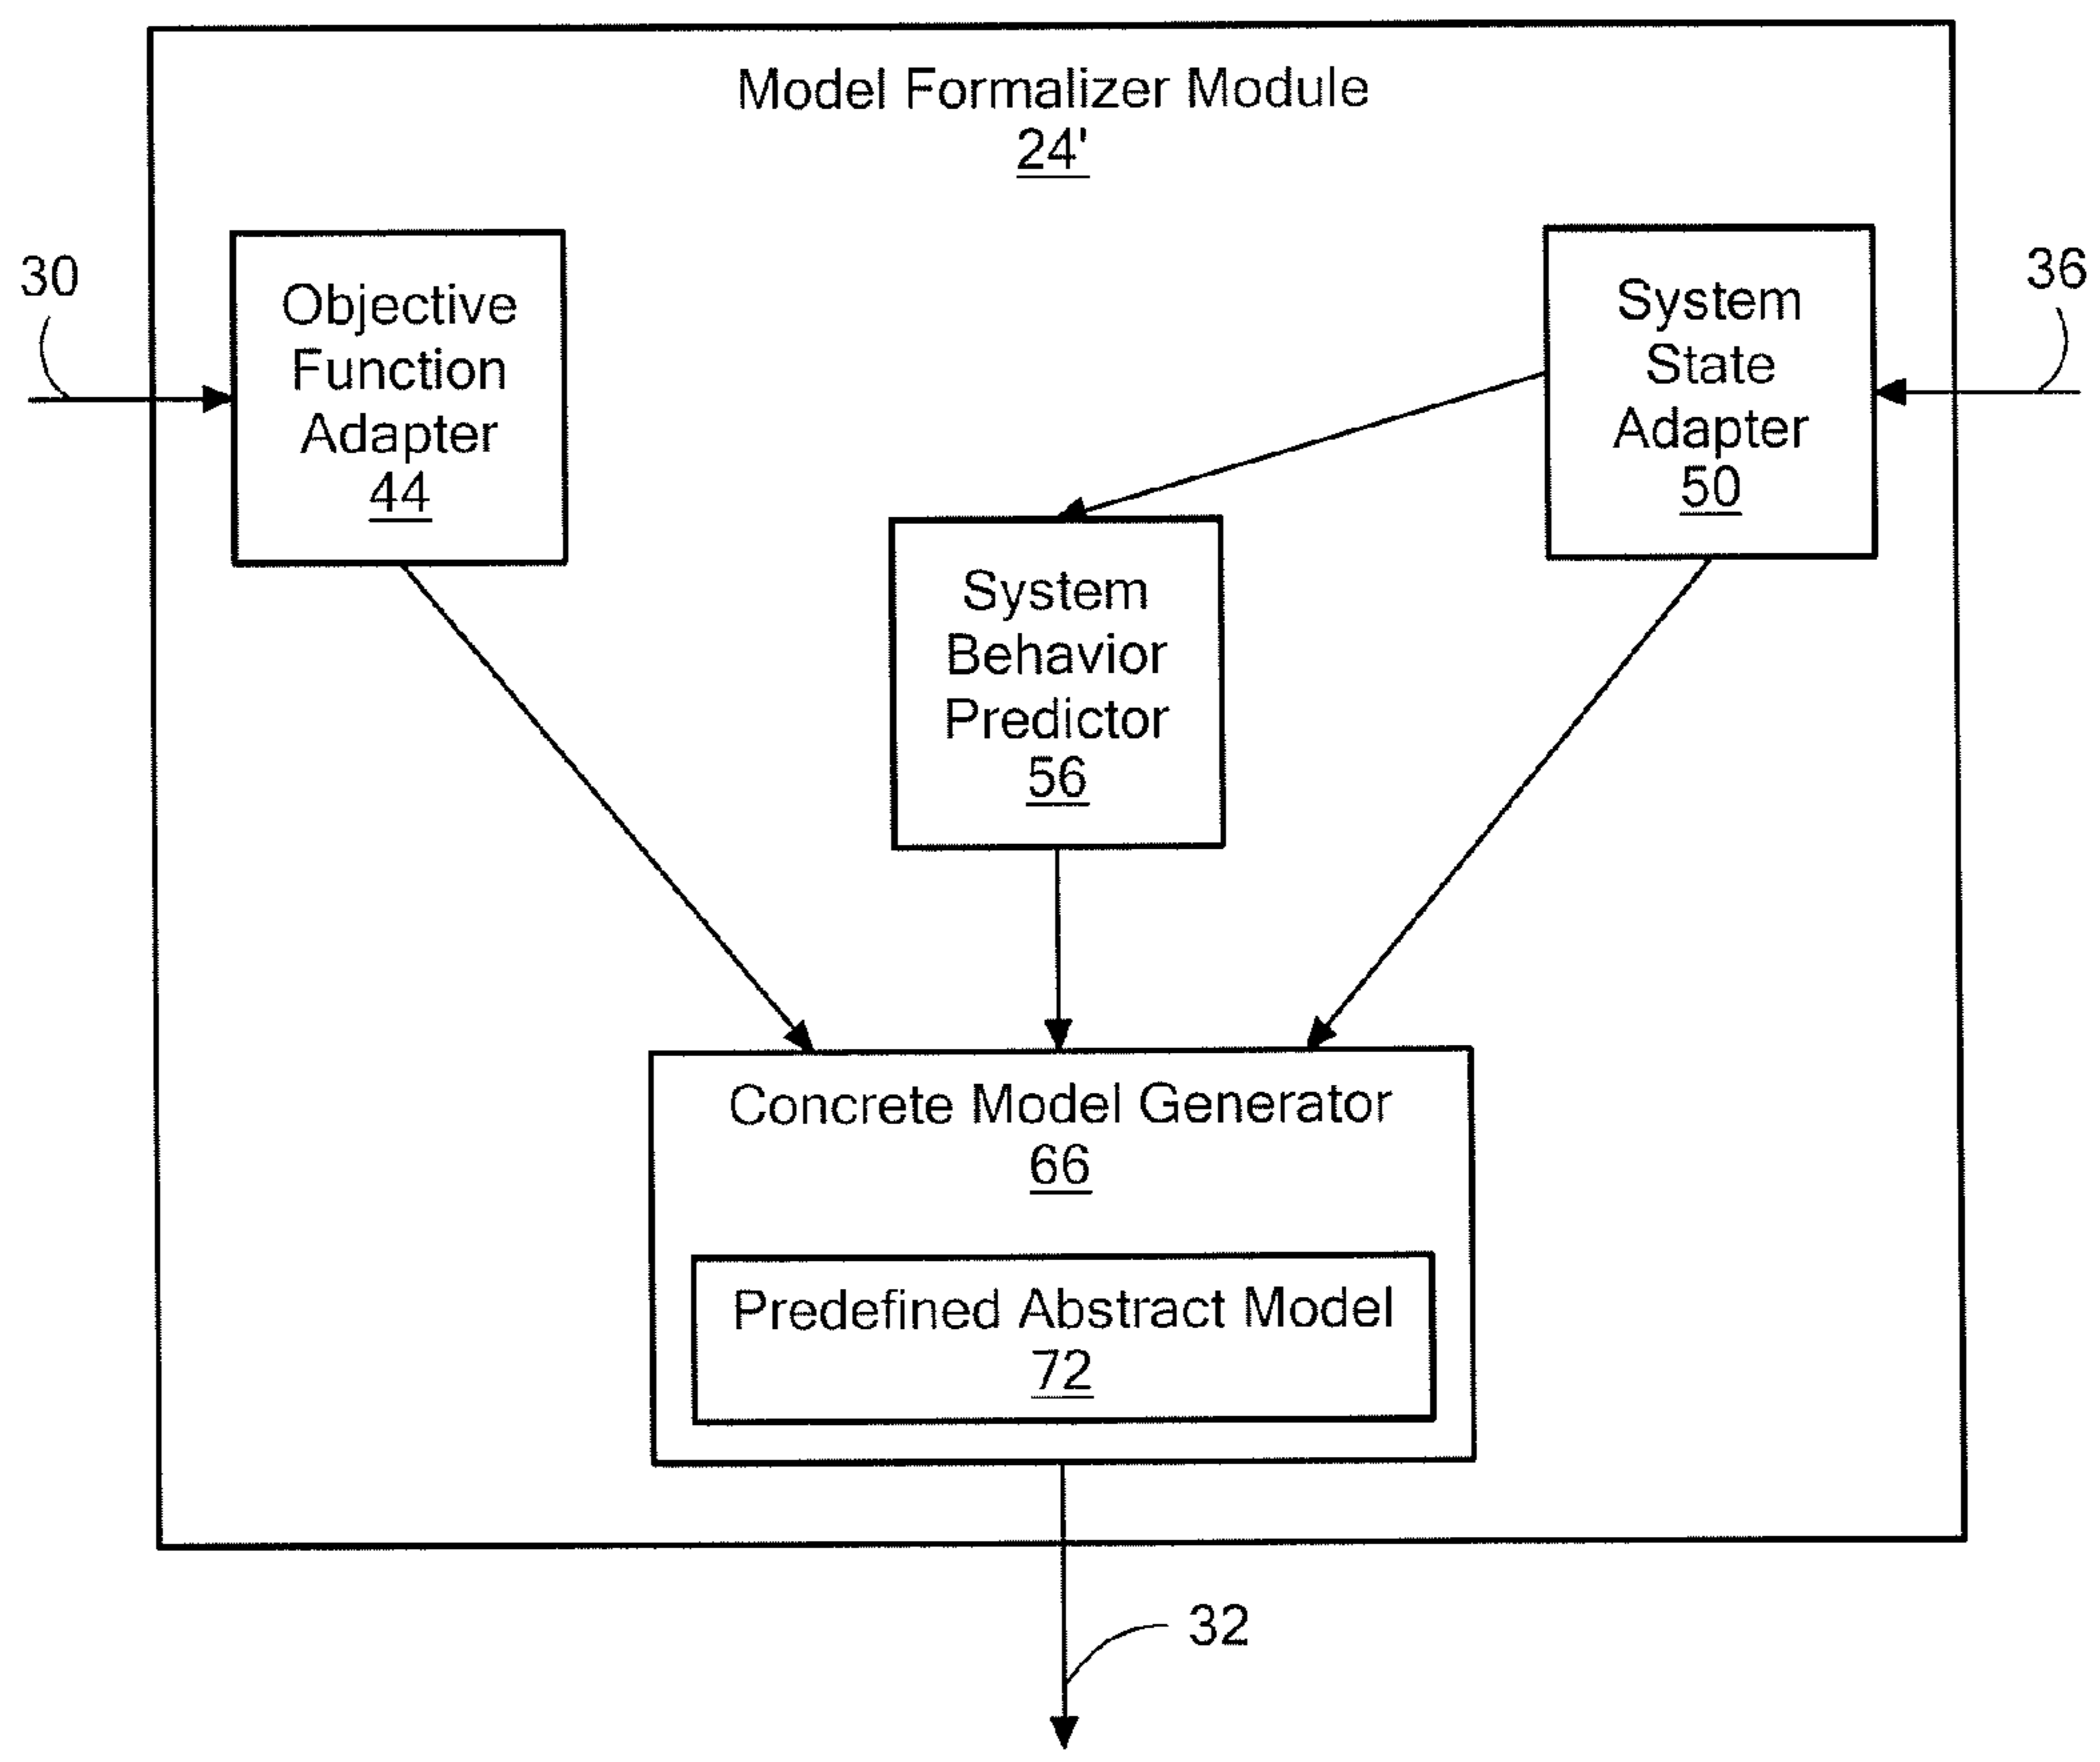 Model Formalizer Module
24'
30
Objective
Function
Adapter
44
System
State
Adapter
50
36
System
Behavior
Predictor
56
Concrete Model Generator
66
Predefined Abstract Model
72
32